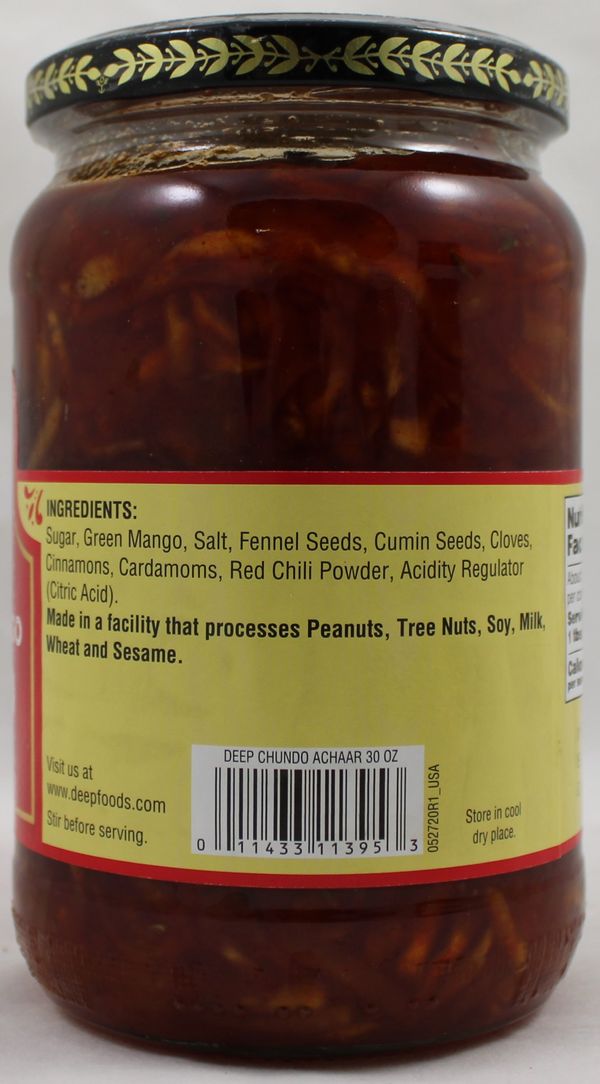 INGREDIENTS:
Sugar, Green Mango, Salt, Fennel Seeds, Cumin Seeds, Cloves,
Cinnamons, Cardamoms, Red Chili Powder, Acidity Regulator
(Citric Acid).
Made in a facility that processes Peanuts, Tree Nuts, Soy, Milk,
Wheat and Sesame.
Visit us at
www.deepfoods.com
Stir before serving.
DEEP CHUNDO ACHAAR 30 OZ
0 11433 11395 3
052720R1_USA
Store in cool
dry place.